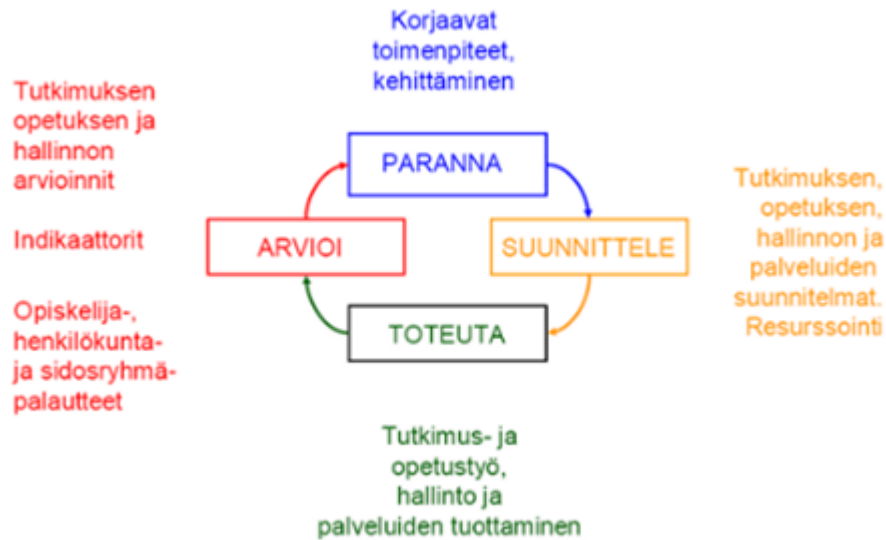 Korjaavat
toimenpiteet,
kehittäminen
Tutkimuksen
opetuksen ja
hallinnon
arvioinnit
Indikaattorit
Opiskelija-,
henkilökunta-
ja sidosryhmä-
palautteet
PARANNA
ARVIOI
SUUNNITTELE
TOTEUTA
Tutkimuksen,
opetuksen,
hallinnon ja
palveluiden
suunnitelmat.
Resurssointi
Tutkimus- ja
opetustyö,
hallinto ja
palveluiden tuottaminen